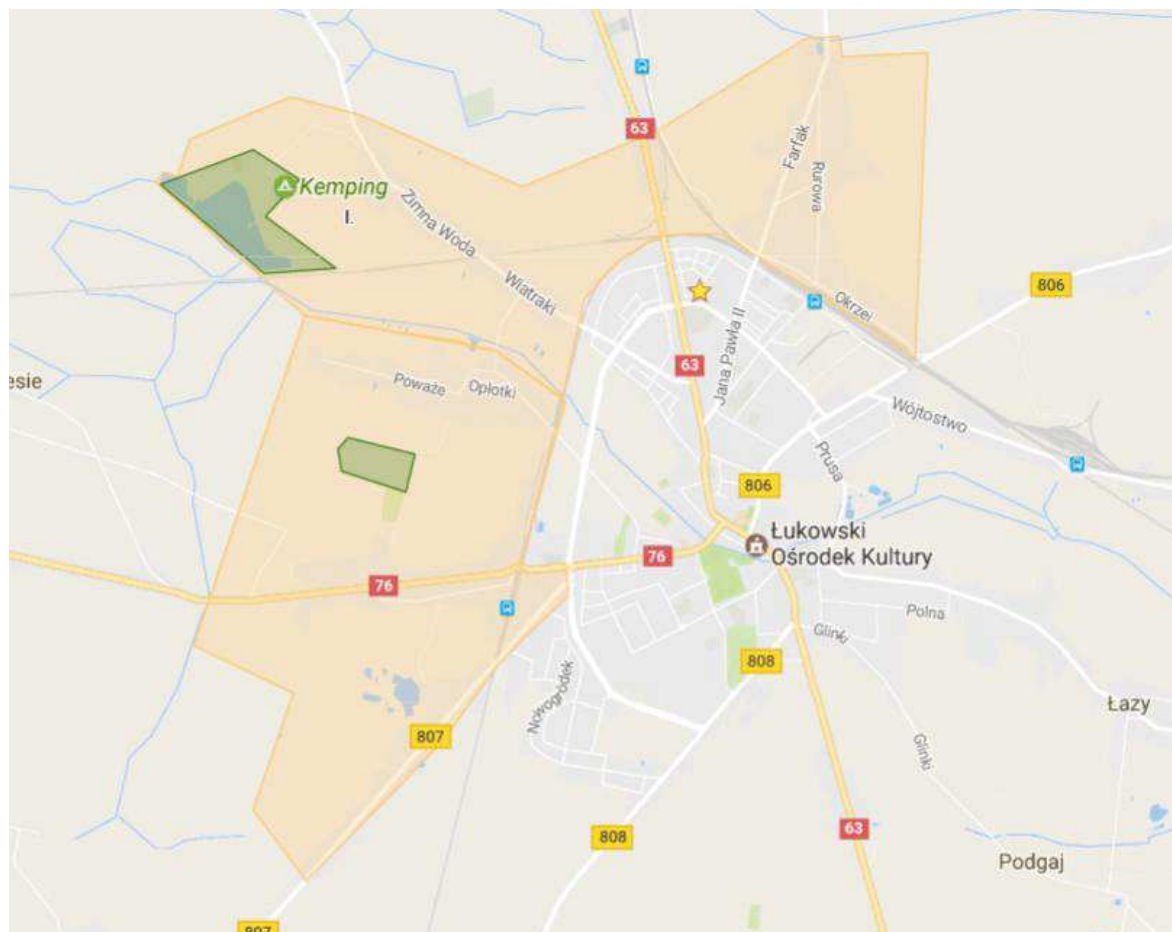 63
Farfak
Rurowa
Kemping
I.
Zimna Woda
Wiatraki
806
Okrzei
63
Jana Pawła II
esie
Poważe
Opłotki
Wójtostwo
Prusa
806
Łukowski
Ośrodek Kultury
76
76
Polna
Glinki
808
Nowogródek
Łazy
807
Glinki
63
808
Podgaj
807